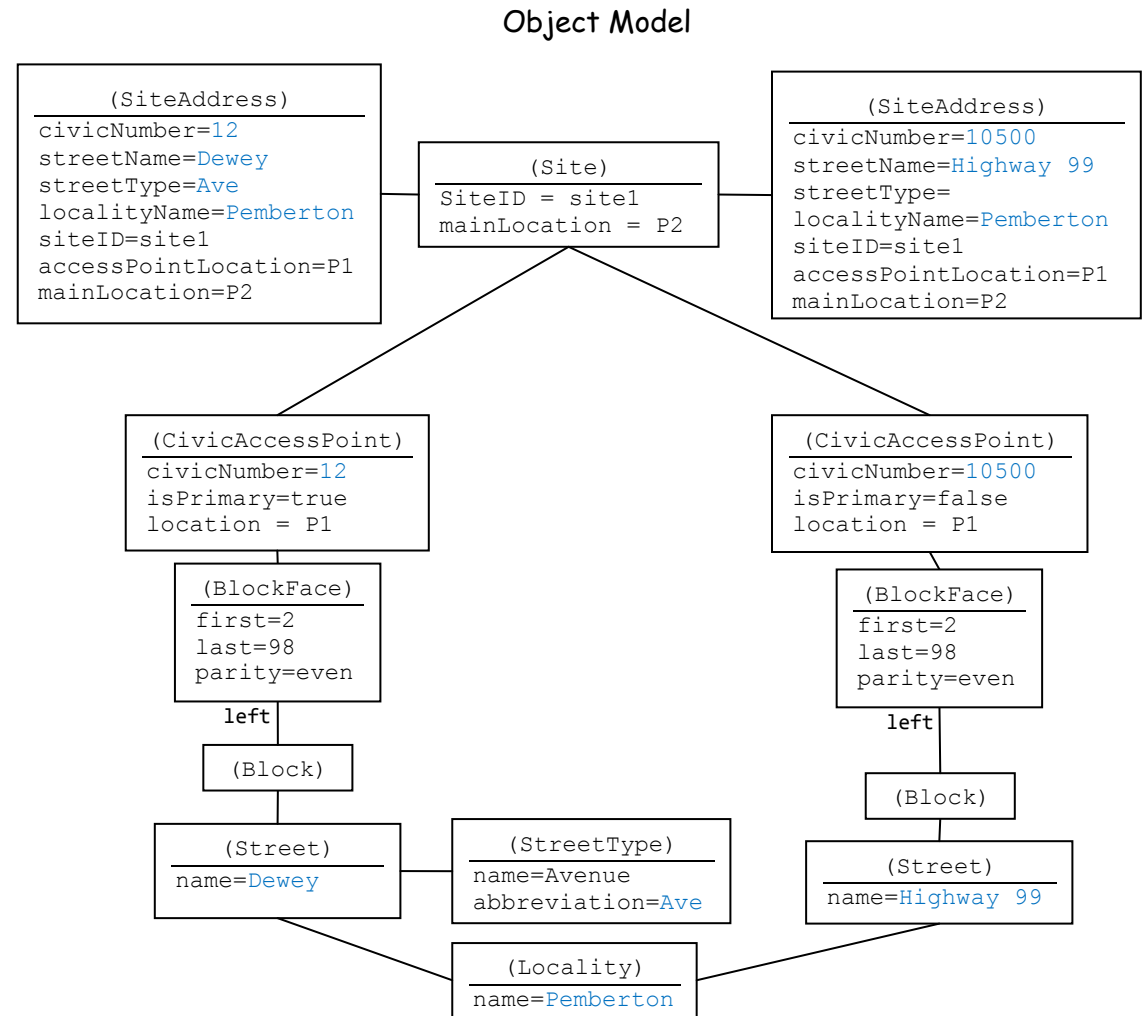 Object Model
(SiteAddress)
civicNumber=12
streetName=Dewey
streetType=Ave
localityName=Pemberton
siteID=site1
accessPointLocation=P1
mainLocation=P2
(Site)
SiteID = site1
mainLocation = P2
(SiteAddress)
civicNumber=10500
streetName=Highway 99
streetType=
localityName=Pemberton
siteID=site1
accessPointLocation=P1
mainLocation=P2
(CivicAccessPoint)
civicNumber=12
isPrimary=true
location = P1
(CivicAccessPoint)
civicNumber=10500
isPrimary=false
location = P1
(BlockFace)
first=2
last=98
parity=even
(BlockFace)
first=2
last=98
parity=even
left
left
(Block)
(Block)
(Street)
name=Dewey
(StreetType)
name=Avenue
abbreviation=Ave
(Street)
name=Highway 99
(Locality)
name=Pemberton